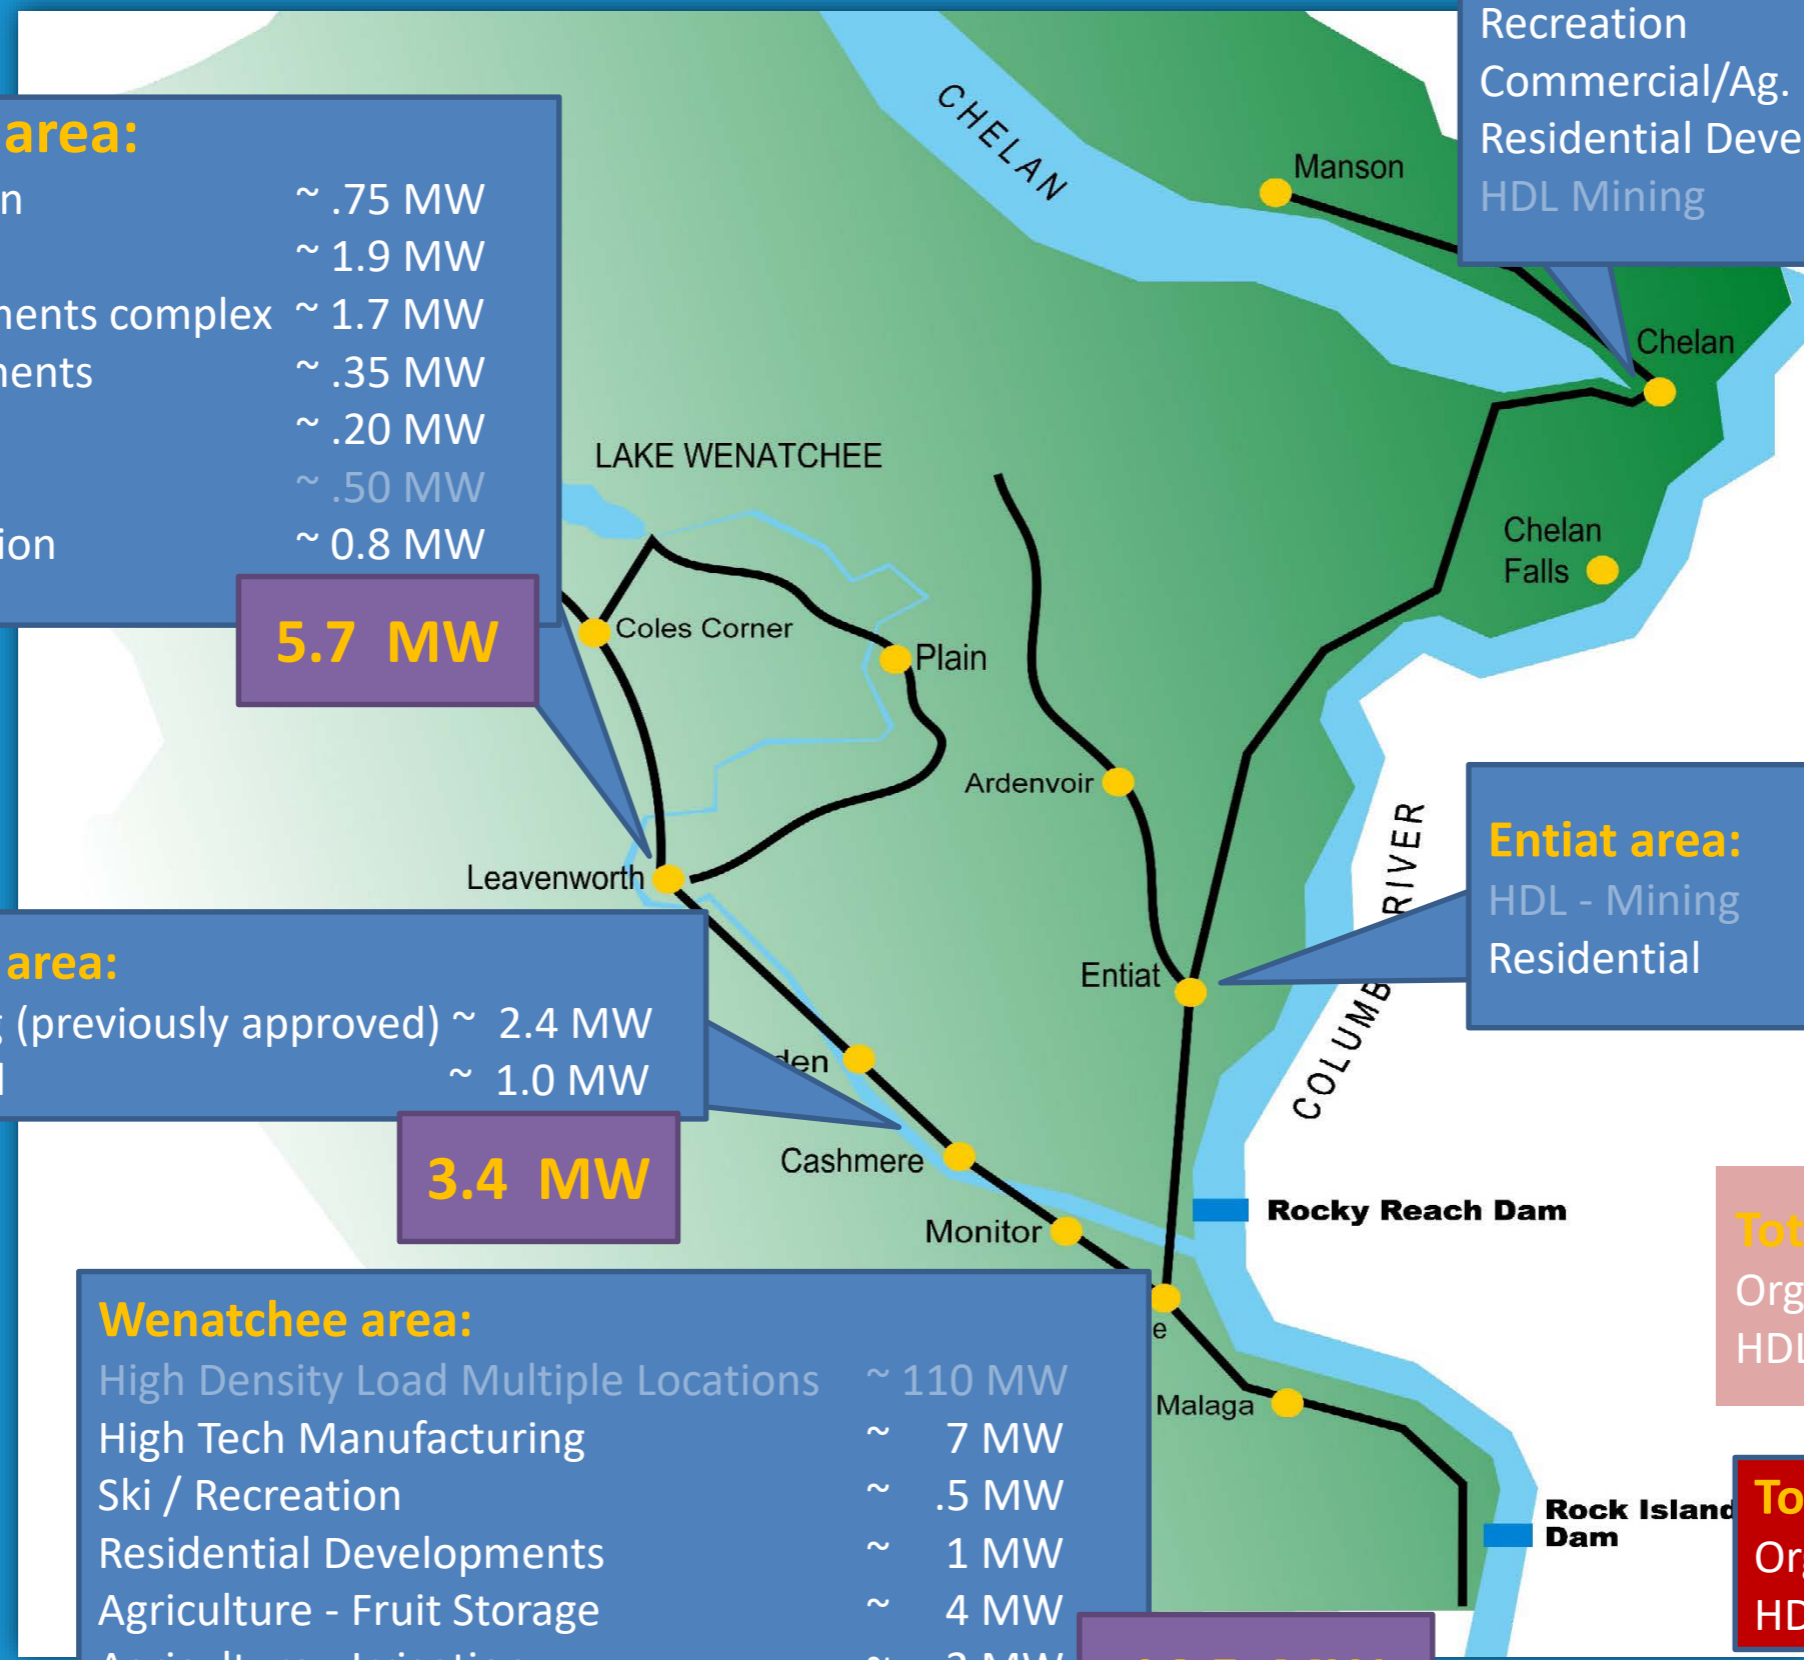 Recreation
Commercial/Ag.
Residential Deve
HDL Mining
area:
~ .75 MW
~ 1.9 MW
complex ~ 1.7 MW
~ .35 MW
~ .20 MW
~ .50 MW
~ 0.8 MW
5.7 MW
CHELAN
Manson
Chelan
LAKE WENATCHEE
Chelan
Falls
Coles Corner
Plain
Ardenvoir
Leavenworth
Entiat
COLUMB RIVER
Entiat area:
HDL - Mining
Residential
area:
(previously approved) ~ 2.4 MW
~ 1.0 MW
3.4 MW
den
Cashmere
Monitor
Rocky Reach Dam
e
Malaga
Rock Island
Dam
Wenatchee area:
High Density Load Multiple Locations ~ 110 MW
High Tech Manufacturing ~ 7 MW
Ski / Recreation ~ .5 MW
Residential Developments ~ 1 MW
Agriculture - Fruit Storage ~ 4 MW
Tot
Org
HDL
To
Org
HD